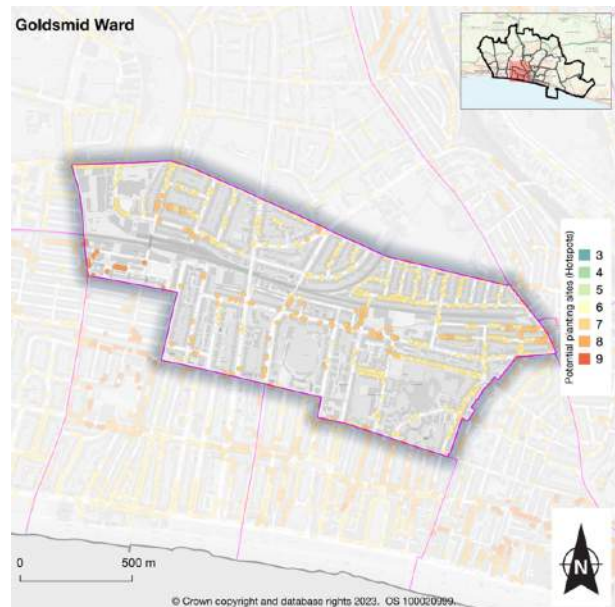 Goldsmid Ward
Potential planting sites (Hotspots)
3
4
5
6
7
8
9
N
0
500 m
© Crown copyright and database rights 2023. OS 100020999.